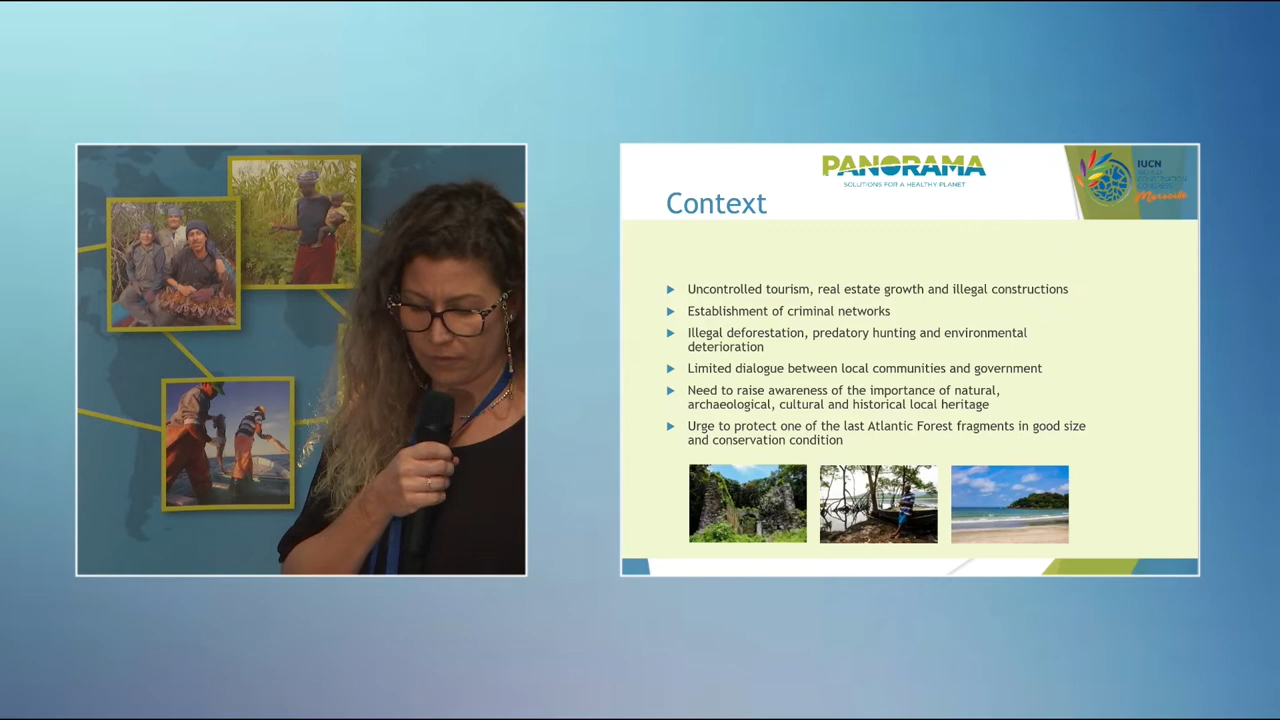 PANORAMA
SOLUTIONS FOR A HEALTHY PLANET
IUCN
WORLD
CONSERVATION
CONGRESS
Marseille
Context
Uncontrolled tourism, real estate growth and illegal constructions
Establishment of criminal networks
Illegal deforestation, predatory hunting and environmental
deterioration
Limited dialogue between local communities and government
Need to raise awareness of the importance of natural,
archaeological, cultural and historical local heritage
Urge to protect one of the last Atlantic Forest fragments in good size
and conservation condition